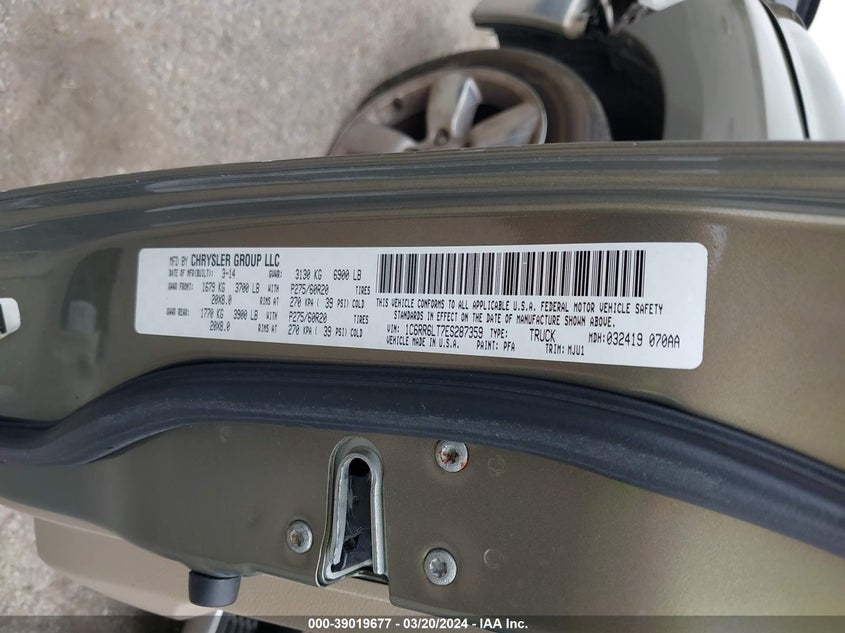 MFD BY CHRYSLER GROUP LLC
DATE OF MFR(BUILT): 3-14 GVWR: 3130 KG 6900 LB
GAWR FRONT: 1679 KG 3700 LB WITH P275/60R20 TIRES
20X8.0 RIMS AT 270 KPA ( 39 PSI) COLD
GAWR REAR: 1770 KG 3900 LB WITH P275/60R20 TIRES
20X8.0 RIMS AT 270 KPA ( 39 PSI) COLD
THIS VEHICLE CONFORMS TO ALL APPLICABLE U.S.A. FEDERAL MOTOR VEHICLE SAFETY
STANDARDS IN EFFECT ON THE DATE OF MANUFACTURE SHOWN ABOVE.
VIN: 1C6RR6LT7ES287359 TYPE: TRUCK MDH: 032419 070AA
VEHICLE MADE IN U.S.A. PAINT: PFA TRIM: MJU1
000-39019677 - 03/20/2024 - IAA Inc.